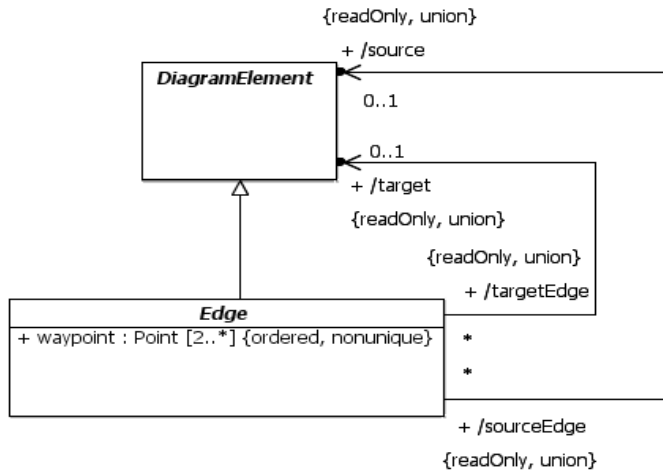 {readOnly, union}
+ /source
DiagramElement
0..1
0..1
+ /target
{readOnly, union}
{readOnly, union}
+ /targetEdge
Edge
+ waypoint : Point [2..*] {ordered, nonunique}
*
*
+ /sourceEdge
{readOnly, union}